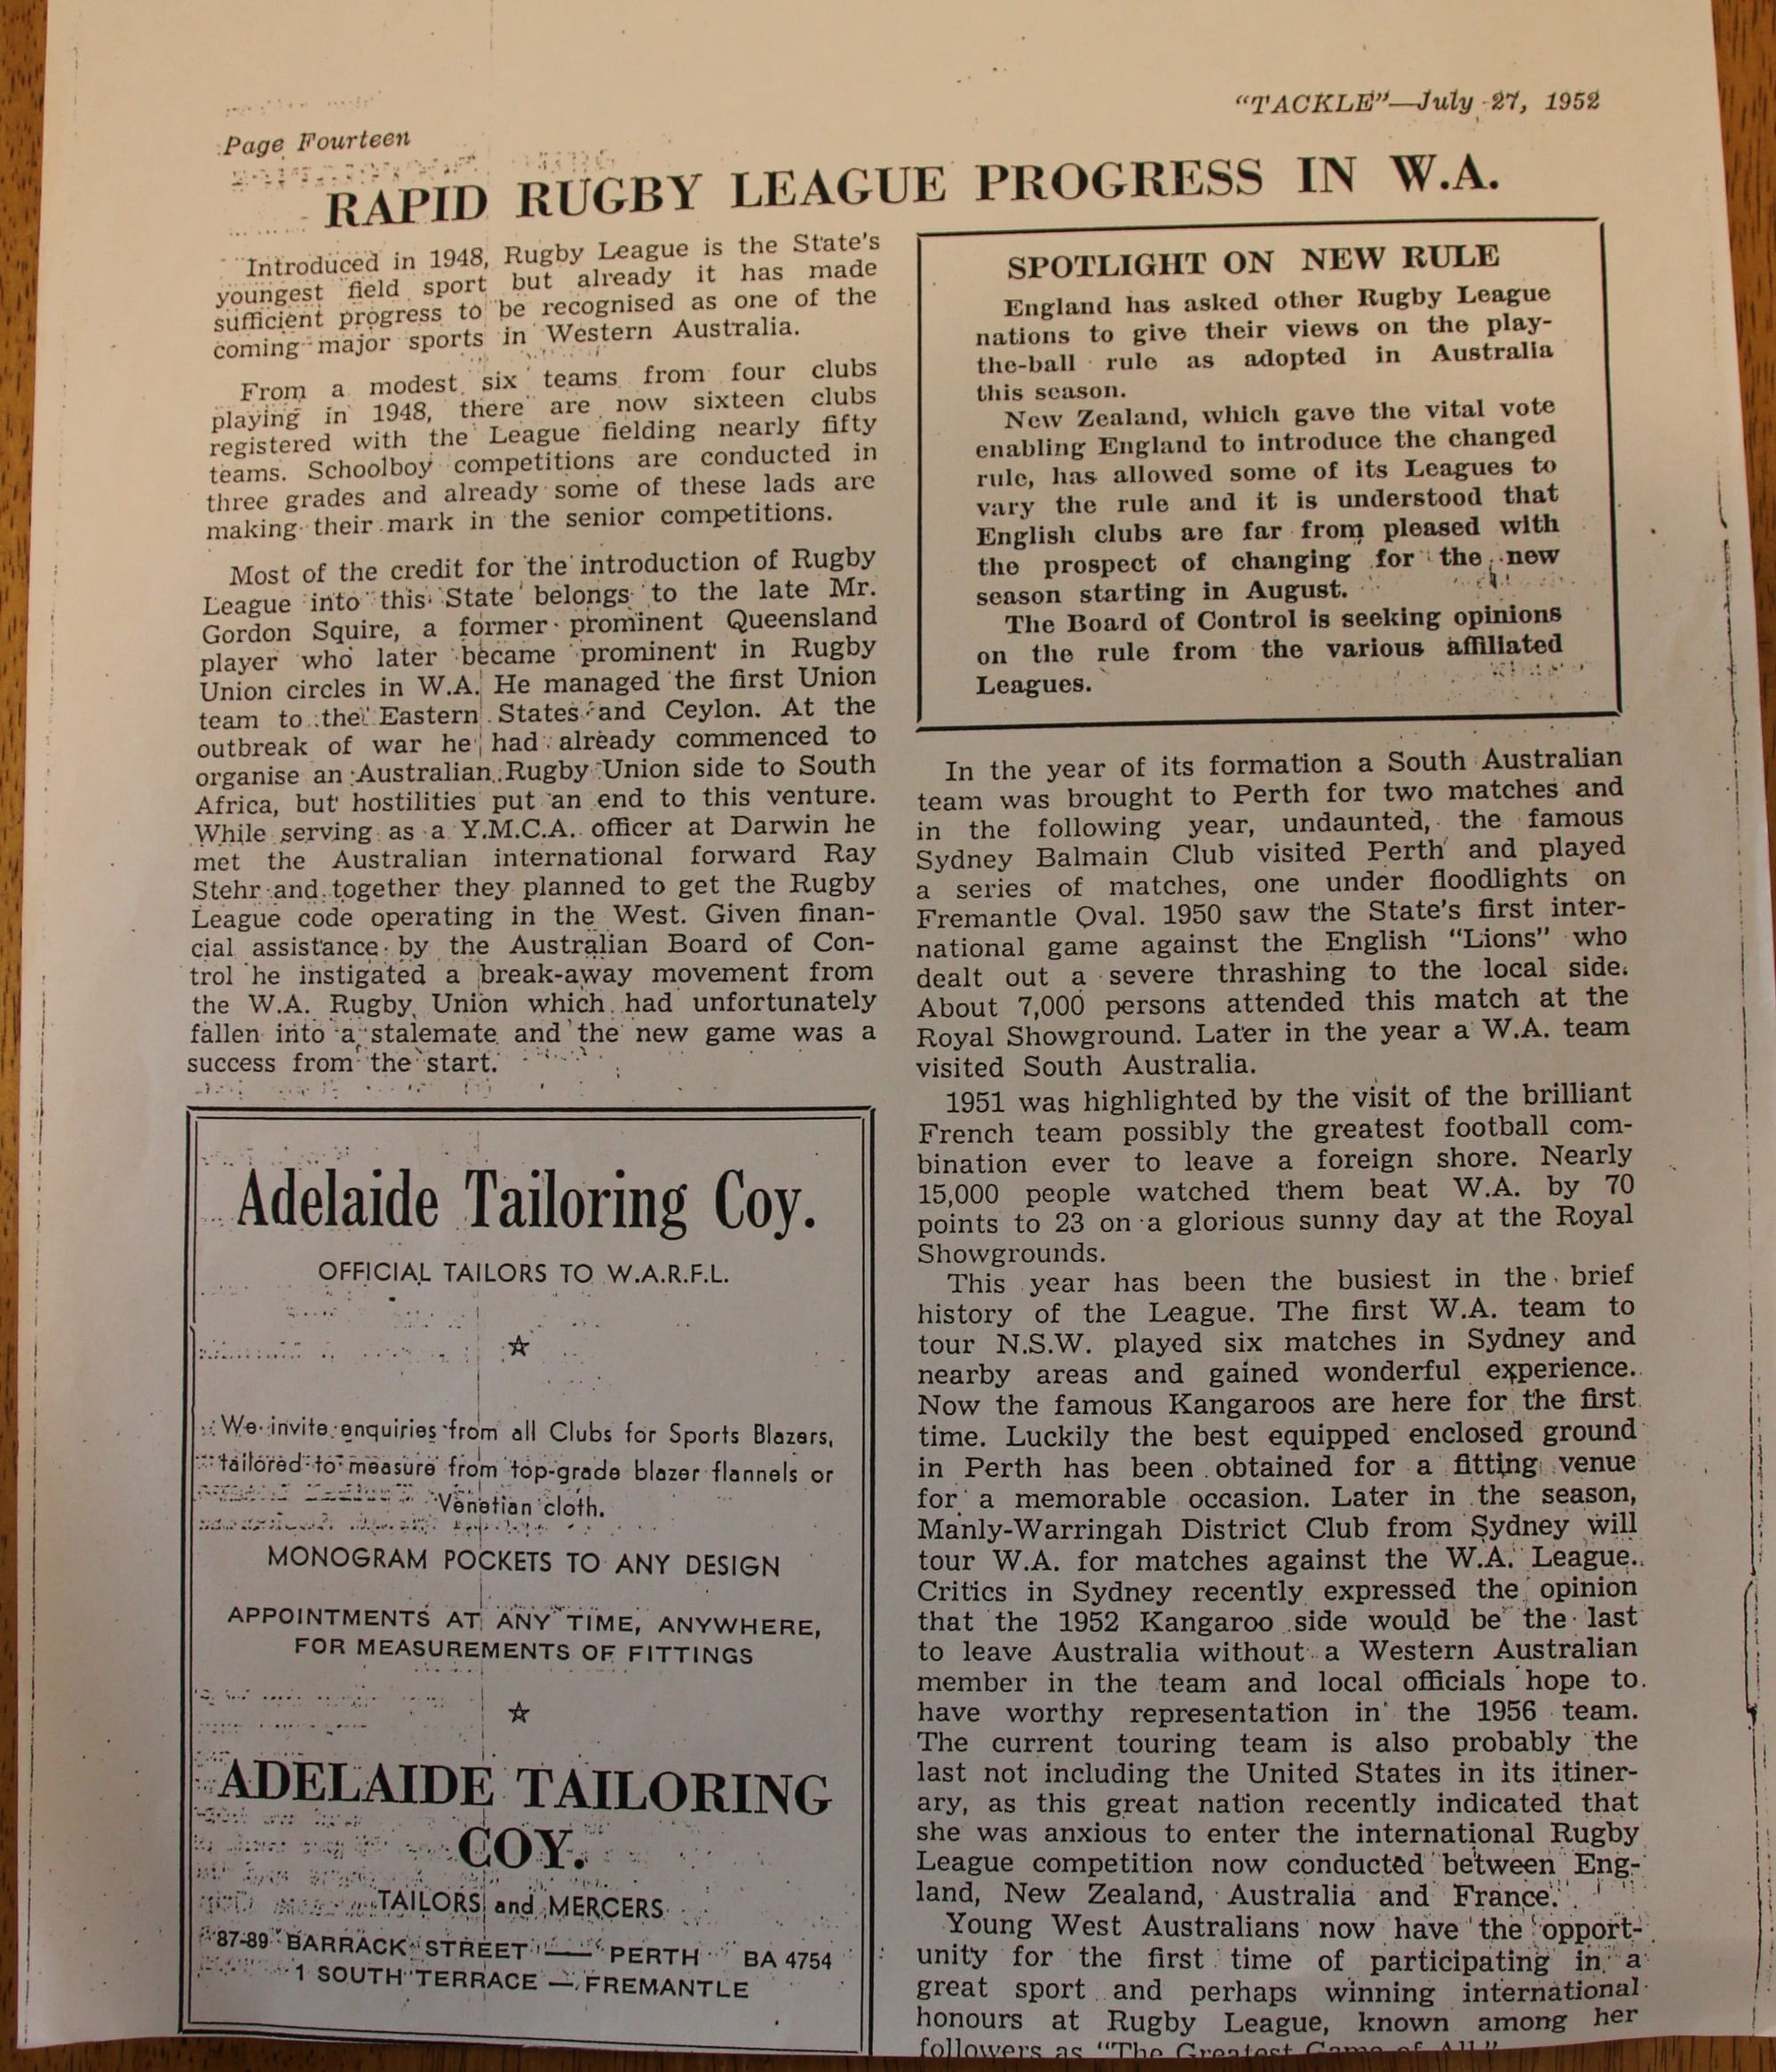 "TACKLE"—July 27, 1952
Page Fourteen
RAPID RUGBY LEAGUE PROGRESS IN W.A.
Introduced in 1948, Rugby League is the State's
youngest field sport but already it has made
sufficient progress to be recognised as one of the
coming major sports in Western Australia.
From a modest six teams from four clubs
playing in 1948, there are now sixteen clubs
registered with the League fielding nearly fifty
teams. Schoolboy competitions are conducted in
three grades and already some of these lads are
making their mark in the senior competitions.
Most of the credit for the introduction of Rugby
League into this State belongs to the late Mr.
Gordon Squire, a former prominent Queensland
player who later became prominent in Rugby
Union circles in W.A. He managed the first Union
team to the Eastern States and Ceylon. At the
outbreak of war he had already commenced to
organise an Australian Rugby Union side to South
Africa, but hostilities put an end to this venture.
While serving as a Y.M.C.A. officer at Darwin he
met the Australian international forward Ray
Stehr and together they planned to get the Rugby
League code operating in the West. Given finan-
cial assistance by the Australian Board of Con-
trol he instigated a break-away movement from
the W.A. Rugby Union which had unfortunately
fallen into a stalemate and the new game was a
success from the start.
Adelaide Tailoring Coy.
OFFICIAL TAILORS TO W.A.R.F.L.
We invite enquiries from all Clubs for Sports Blazers,
tailored to measure from top-grade blazer flannels or
Venetian cloth.
MONOGRAM POCKETS TO ANY DESIGN
APPOINTMENTS AT ANY TIME, ANYWHERE,
FOR MEASUREMENTS OF FITTINGS
ADELAIDE TAILORING
COY.
TAILORS and MERCERS
87-89 BARRACK STREET — PERTH BA 4754
1 SOUTH TERRACE — FREMANTLE
SPOTLIGHT ON NEW RULE
England has asked other Rugby League
nations to give their views on the play-
the-ball rule as adopted in Australia
this season.
New Zealand, which gave the vital vote
enabling England to introduce the changed
rule, has allowed some of its Leagues to
vary the rule and it is understood that
English clubs are far from pleased with
the prospect of changing for the new
season starting in August.
The Board of Control is seeking opinions
on the rule from the various affiliated
Leagues.
In the year of its formation a South Australian
team was brought to Perth for two matches and
in the following year, undaunted, the famous
Sydney Balmain Club visited Perth and played
a series of matches, one under floodlights on
Fremantle Oval. 1950 saw the State's first inter-
national game against the English "Lions" who
dealt out a severe thrashing to the local side.
About 7,000 persons attended this match at the
Royal Showground. Later in the year a W.A. team
visited South Australia.
1951 was highlighted by the visit of the brilliant
French team possibly the greatest football com-
bination ever to leave a foreign shore. Nearly
15,000 people watched them beat W.A. by 70
points to 23 on a glorious sunny day at the Royal
Showgrounds.
This year has been the busiest in the brief
history of the League. The first W.A. team to
tour N.S.W. played six matches in Sydney and
nearby areas and gained wonderful experience.
Now the famous Kangaroos are here for the first
time. Luckily the best equipped enclosed ground
in Perth has been obtained for a fitting venue
for a memorable occasion. Later in the season,
Manly-Warringah District Club from Sydney will
tour W.A. for matches against the W.A. League.
Critics in Sydney recently expressed the opinion
that the 1952 Kangaroo side would be the last
to leave Australia without a Western Australian
member in the team and local officials hope to
have worthy representation in the 1956 team.
The current touring team is also probably the
last not including the United States in its itiner-
ary, as this great nation recently indicated that
she was anxious to enter the international Rugby
League competition now conducted between Eng-
land, New Zealand, Australia and France.
Young West Australians now have the opport-
unity for the first time of participating in a
great sport and perhaps winning international
honours at Rugby League, known among her
followers as "The Greatest Game of All"